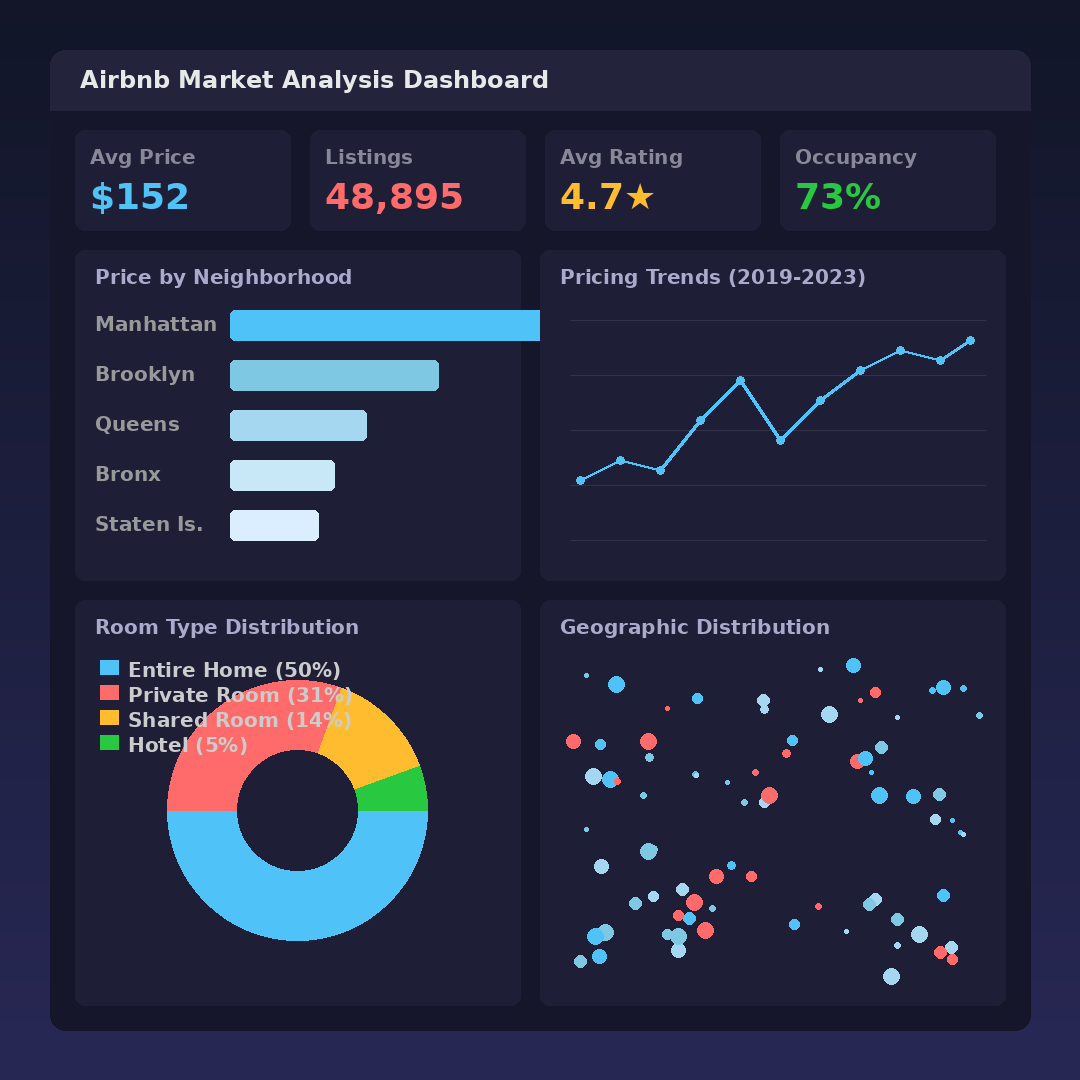 Airbnb Market Analysis Dashboard
Avg Price
$152
Listings
48,895
Avg Rating
4.7★
Occupancy
73%
Price by Neighborhood
Manhattan
Brooklyn
Queens
Bronx
Staten Is.
Pricing Trends (2019-2023)
Room Type Distribution
Entire Home (50%)
Private Room (31%)
Shared Room (14%)
Hotel (5%)
Geographic Distribution